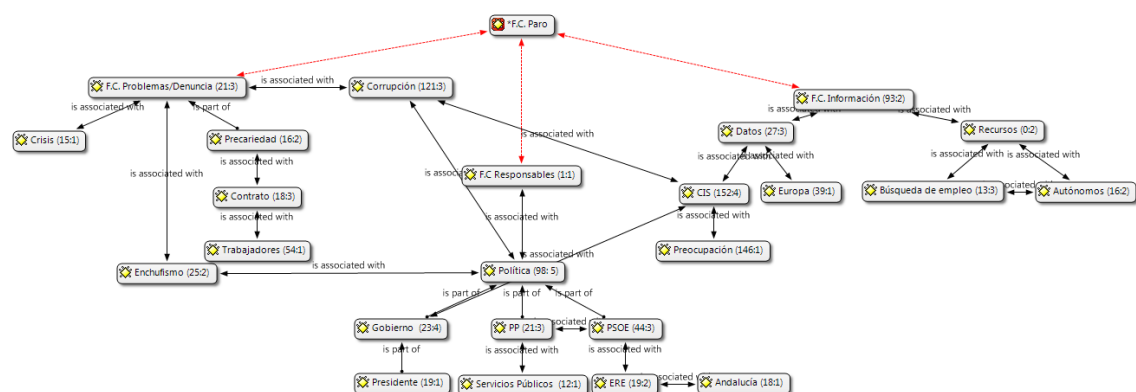 *F.C. Paro
is associated with
F.C. Problemas/Denuncia (21:3)
Corrupción (121:3)
F.C. Información (93:2)
is associated with
is part of
is associated with
is associated with
Crisis (15:1)
Precariedad (16:2)
is associated with
Datos (27:3)
Recursos (0:2)
is associated with
is associated with
is associated with
is associated with
is associated with
F.C Responsables (1:1)
Contrato (18:3)
CIS (152:4)
Europa (39:1)
Búsqueda de empleo (13:3)
Autónomos (16:2)
is associated with
is associated with
is associated with
Trabajadores (54:1)
is associated with
Preocupación (146:1)
Enchufismo (25:2)
is associated with
Política (98: 5)
is part of
is part of
is part of
Gobierno (23:4)
PP (21:3)
PSOE (44:3)
is part of
is associated with
is associated with
Presidente (19:1)
Servicios Públicos (12:1)
ERE (19:2)
Andalucía (18:1)